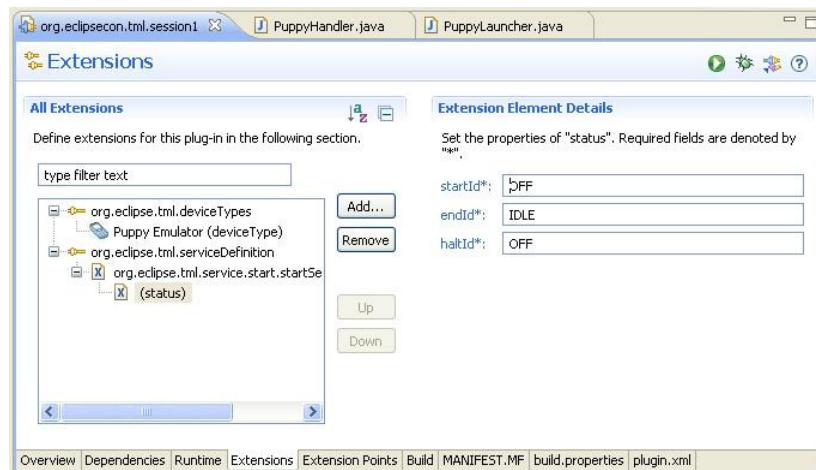 org.eclipsecon.tml.session1
PuppyHandler.java
PuppyLauncher.java
Extensions
All Extensions
Define extensions for this plug-in in the following section.
type filter text
org.eclipse.tml.deviceTypes
Puppy Emulator (deviceType)
org.eclipse.tml.serviceDefinition
org.eclipse.tml.service.start.startSe
(status)
Add...
Remove
Up
Down
Extension Element Details
Set the properties of "status". Required fields are denoted by
"*".
startId*: OFF
endId*: IDLE
haltId*: OFF
Overview Dependencies Runtime Extensions Extension Points Build MANIFEST.MF build.properties plugin.xml